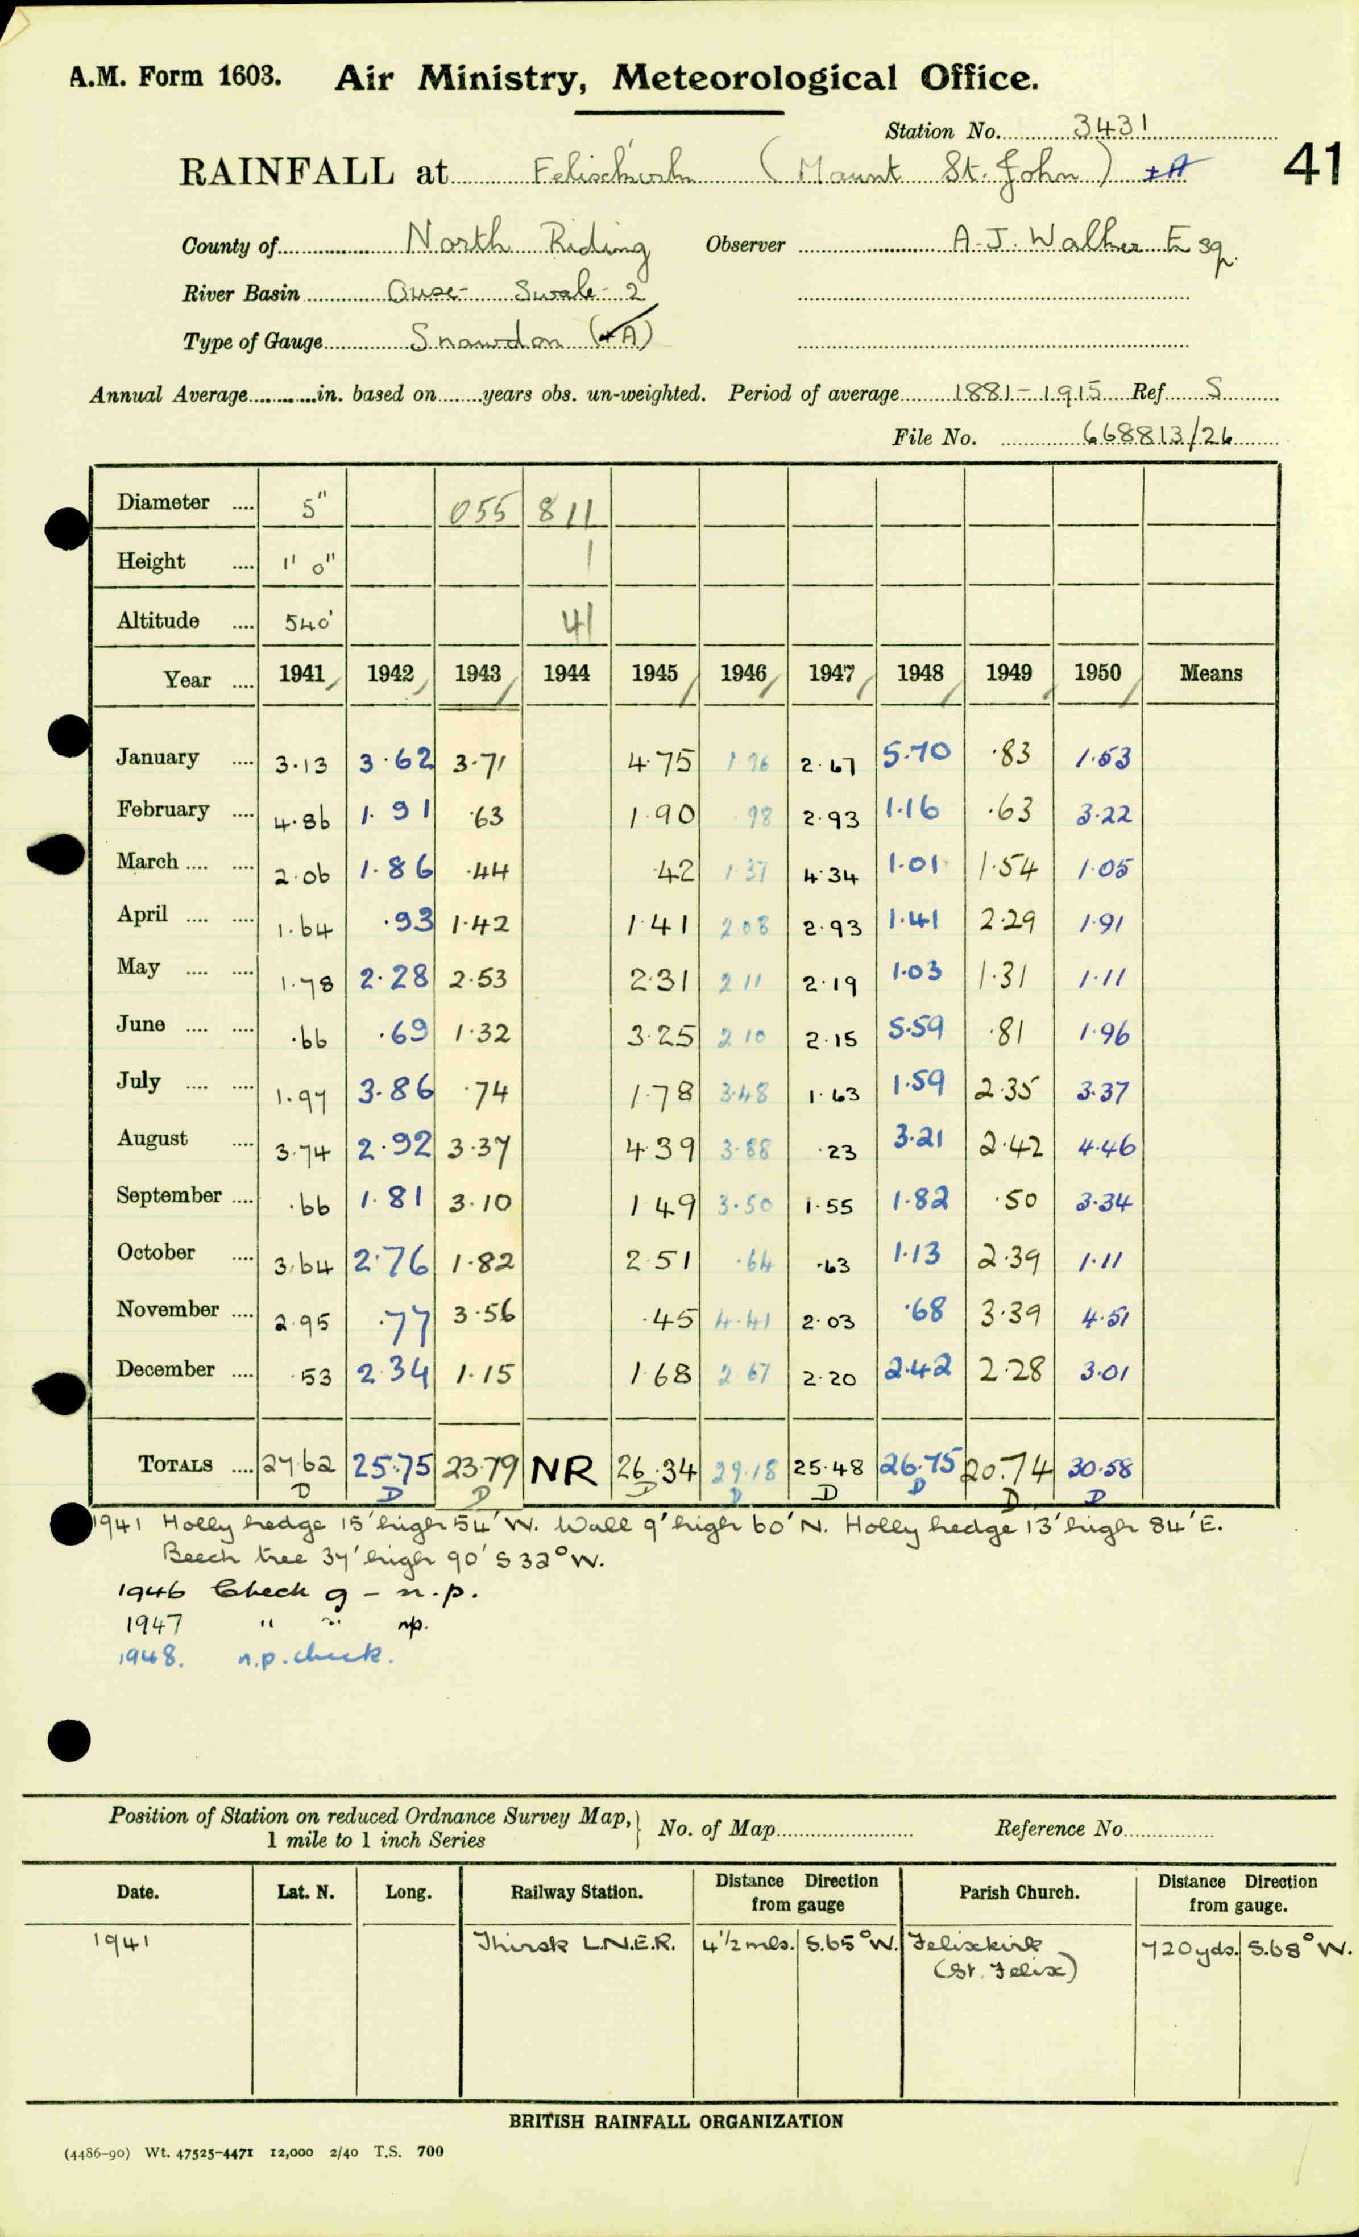 A.M. Form 1603. Air Ministry, Meteorological Office.
Station No. 3431
41
RAINFALL at Felixkirk (Mount St. John) +A
County of North Riding Observer A. J. Walker Esq.
River Basin Ouse - Swale - 2
Type of Gauge Snowdon (+A)
Annual Average in. based on years obs. un-weighted. Period of average 1881-1915 Ref S
File No. 668813/26
Diameter 5" 055 811
Height 1' 0" 1
Altitude 540' 41
Year 1941 1942 1943 1944 1945 1946 1947 1948 1949 1950 Means
January 3.13 3.62 3.71 4.75 1.96 2.67 5.70 .83 1.53
February 4.86 1.91 .63 1.90 .98 2.93 1.16 .63 3.22
March 2.06 1.86 .44 .42 1.37 4.34 1.01 1.54 1.05
April 1.64 .93 1.42 1.41 2.08 2.93 1.41 2.29 1.91
May 1.78 2.28 2.53 2.31 2.11 2.19 1.03 1.31 1.11
June .66 .69 1.32 3.25 2.10 2.15 5.59 .81 1.96
July 1.97 3.86 .74 1.78 3.48 1.63 1.59 2.35 3.37
August 3.74 2.92 3.37 4.39 3.88 .23 3.21 2.42 4.46
September .66 1.81 3.10 1.49 3.50 1.55 1.82 .50 3.34
October 3.64 2.76 1.82 2.51 .64 .63 1.13 2.39 1.11
November 2.95 .77 3.56 .45 4.41 2.03 .68 3.39 4.51
December .53 2.34 1.15 1.68 2.67 2.20 2.42 2.28 3.01
TOTALS 27.62 25.75 23.79 NR 26.34 29.18 25.48 26.75 20.74 30.58
D D D D D D D D D
1941 Holly hedge 15' high 54' W. Wall 9' high 60' N. Holly hedge 13' high 84' E.
Beech tree 37' high 90' S 32° W.
1946 Check g - n.p.
1947 " " np.
1948. n.p. check.
Position of Station on reduced Ordnance Survey Map, 1 mile to 1 inch Series No. of Map Reference No.
Date. Lat. N. Long. Railway Station. Distance Direction from gauge Parish Church. Distance Direction from gauge.
1941 Thirsk L.N.E.R. 4 1/2 mls. S.65° W. Felixkirk 720 yds. S.68° W.
(St. Felix)
BRITISH RAINFALL ORGANIZATION
(4486-90) Wt. 47525-4471 12,000 2/40 T.S. 700